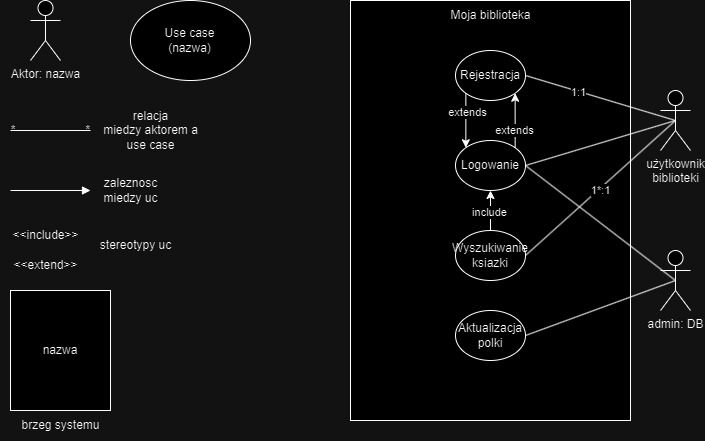 Aktor: nazwa
Use case
(nazwa)
* *
relacja
miedzy aktorem a
use case
zaleznosc
miedzy uc
<<include>>
stereotypy uc
<<extend>>
nazwa
brzeg systemu
Moja biblioteka
Rejestracja
1:1
extends
extends
Logowanie
użytkownik
biblioteki
1*:1
include
Wyszukiwanie
ksiazki
Aktualizacja
polki
admin: DB